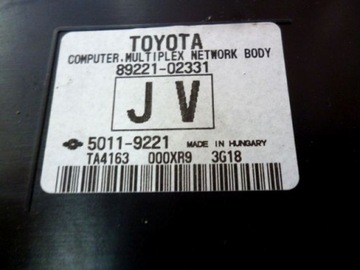 TOYOTA
COMPUTER, MULTIPLEX NETWORK BODY
89221-02331
JV
5011-9221 MADE IN HUNGARY
TA4163 000XR9 3G18